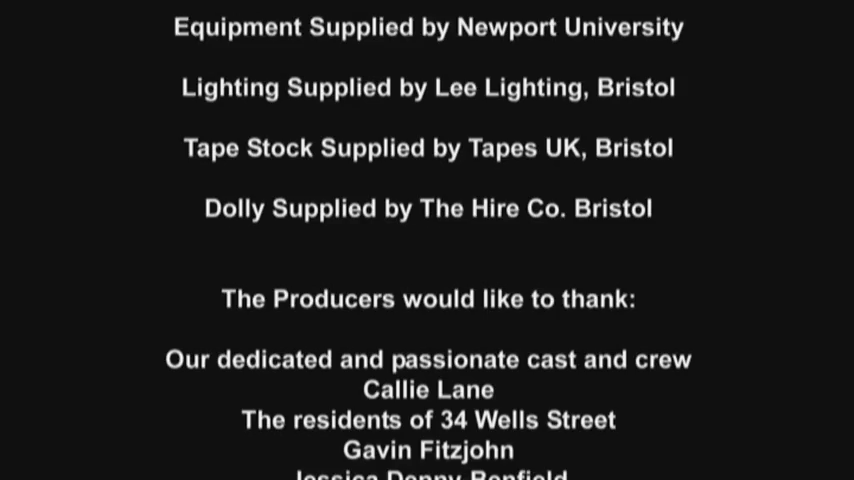 Equipment Supplied by Newport University
Lighting Supplied by Lee Lighting, Bristol
Tape Stock Supplied by Tapes UK, Bristol
Dolly Supplied by The Hire Co. Bristol
The Producers would like to thank:
Our dedicated and passionate cast and crew
Callie Lane
The residents of 34 Wells Street
Gavin Fitzjohn
Jessica